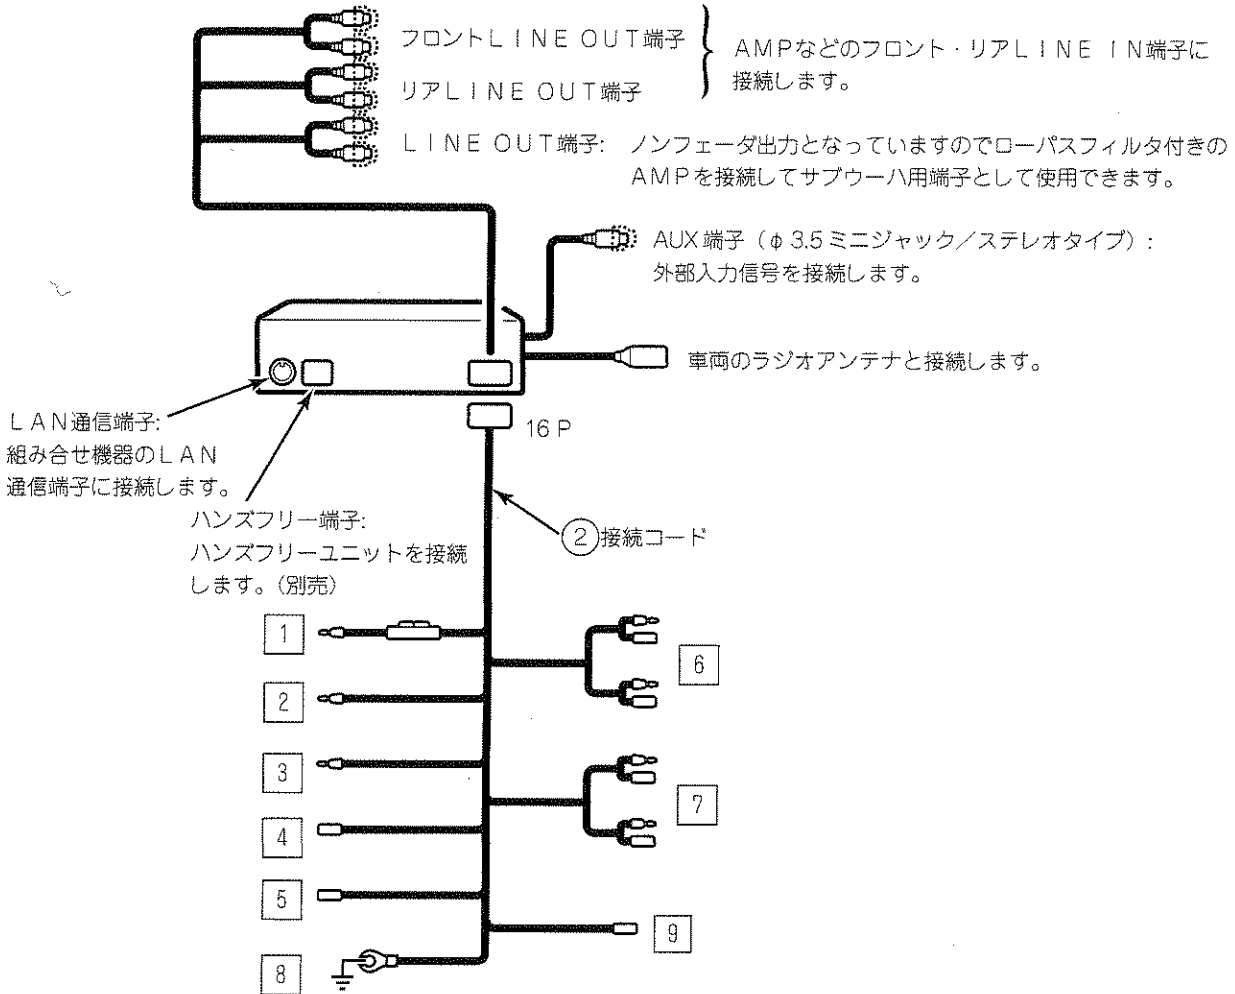 フロントLINE OUT端子
リアLINE OUT端子
AMPなどのフロント・リアLINE IN端子に
接続します。
LINE OUT端子: ノンフェーダ出力となっていますのでローパスフィルタ付きの
AMPを接続してサブウーハ用端子として使用できます。
AUX端子（φ3.5ミニジャック／ステレオタイプ）:
外部入力信号を接続します。
車両のラジオアンテナと接続します。
LAN通信端子:
組み合せ機器のLAN
通信端子に接続します。
16P
ハンズフリー端子:
ハンズフリーユニットを接続
します。(別売)
②接続コード
1
2
3
4
5
8
6
7
9